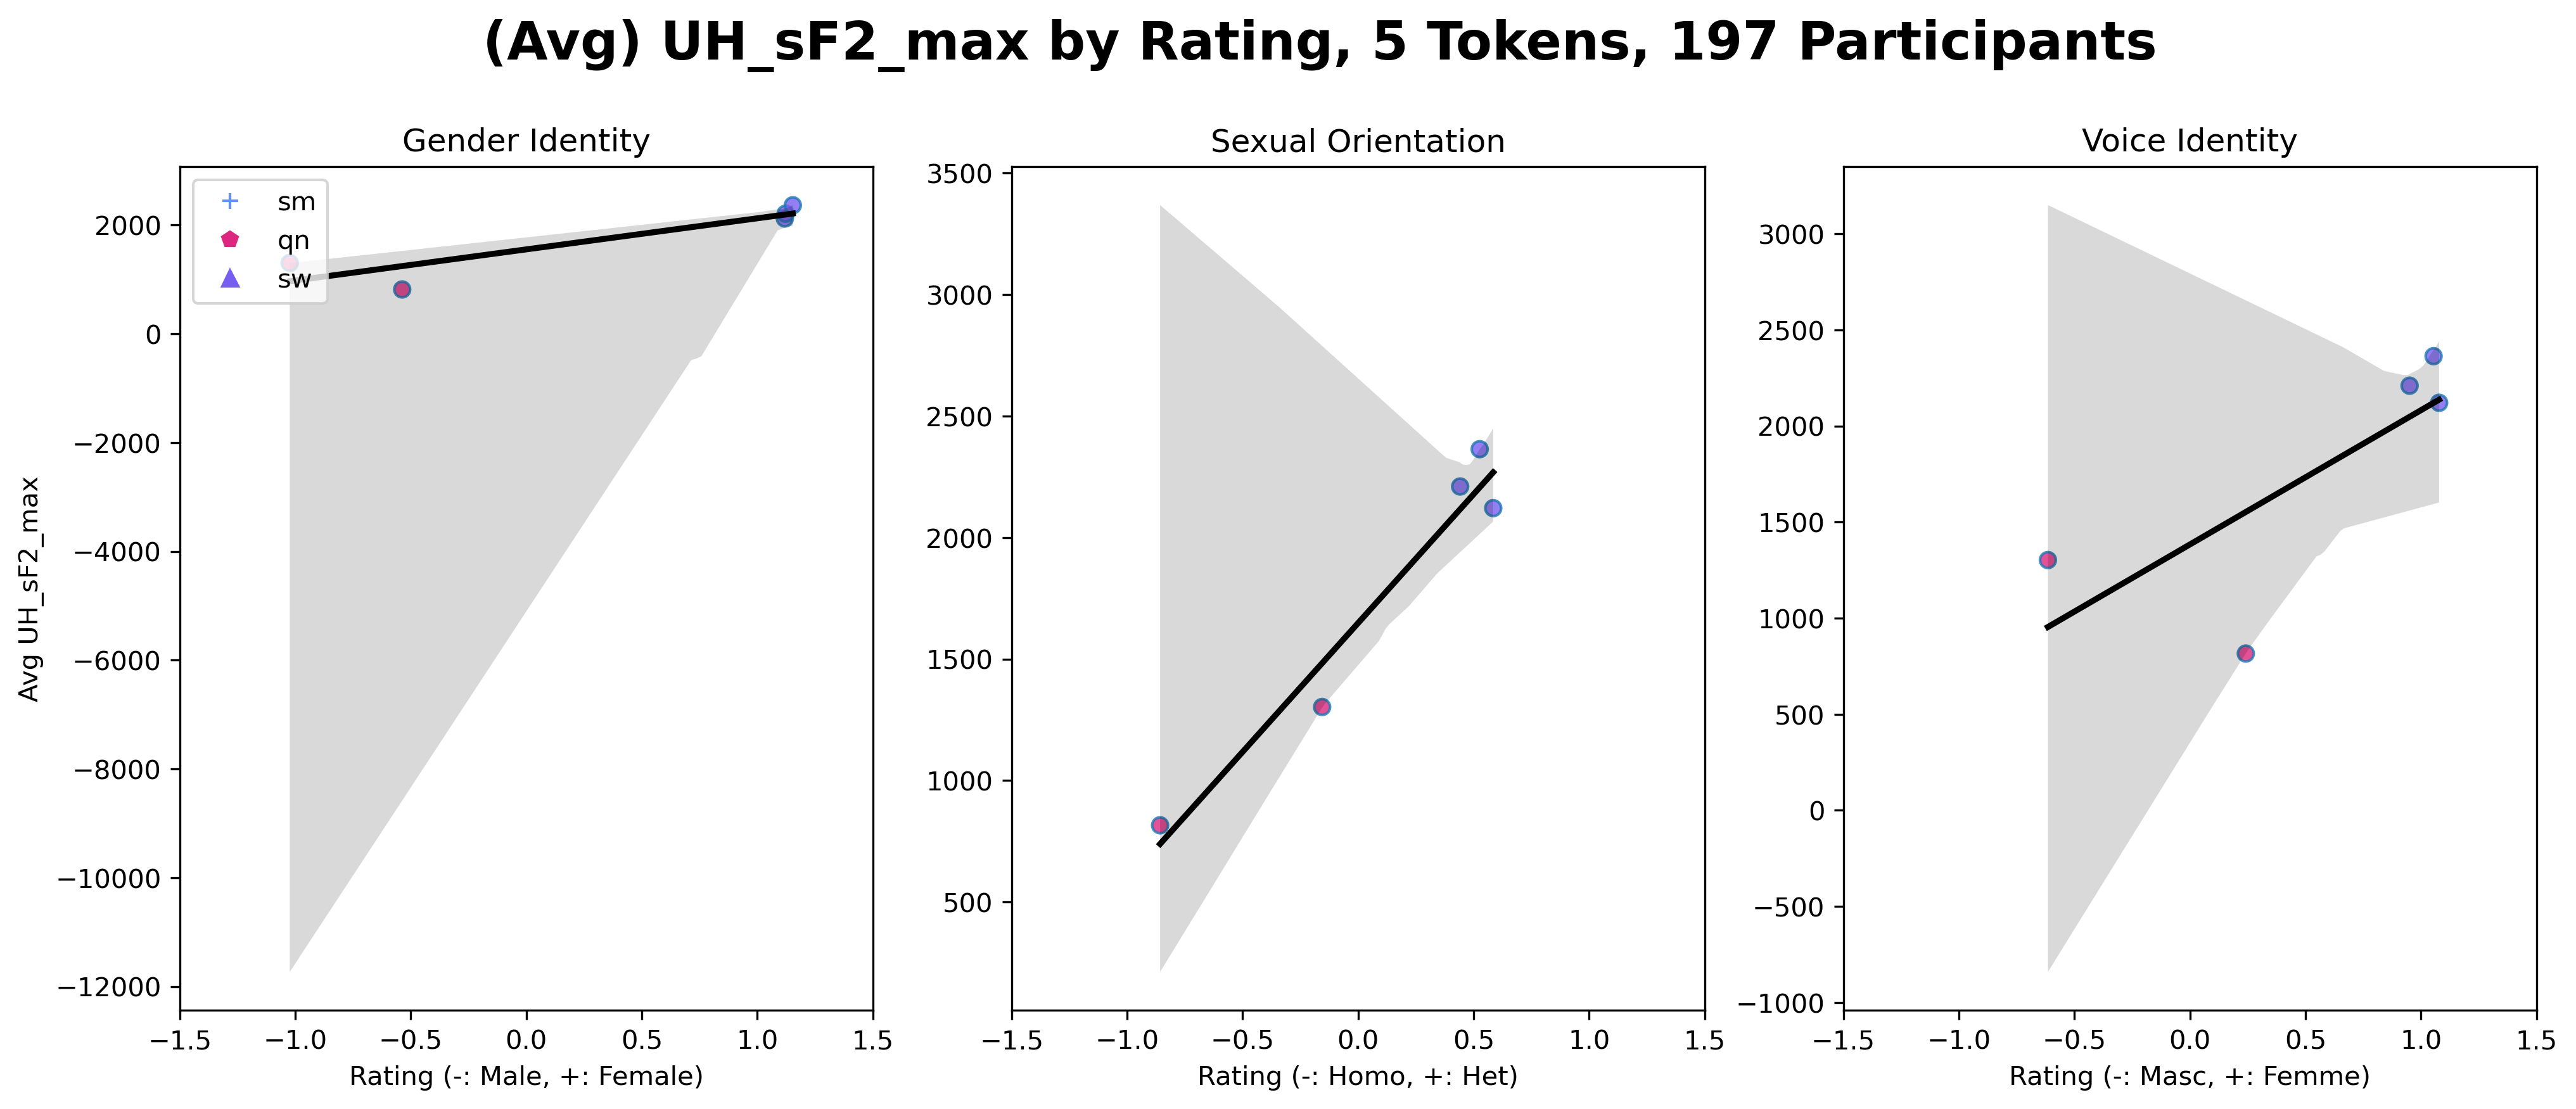 (Avg) UH_sF2_max by Rating, 5 Tokens, 197 Participants
Gender Identity
sm
qn
sw
2000
0
−2000
−4000
−6000
−8000
−10000
−12000
Avg UH_sF2_max
−1.5 −1.0 −0.5 0.0 0.5 1.0 1.5
Rating (-: Male, +: Female)
Sexual Orientation
3500
3000
2500
2000
1500
1000
500
−1.5 −1.0 −0.5 0.0 0.5 1.0 1.5
Rating (-: Homo, +: Het)
Voice Identity
3000
2500
2000
1500
1000
500
0
−500
−1000
−1.5 −1.0 −0.5 0.0 0.5 1.0 1.5
Rating (-: Masc, +: Femme)